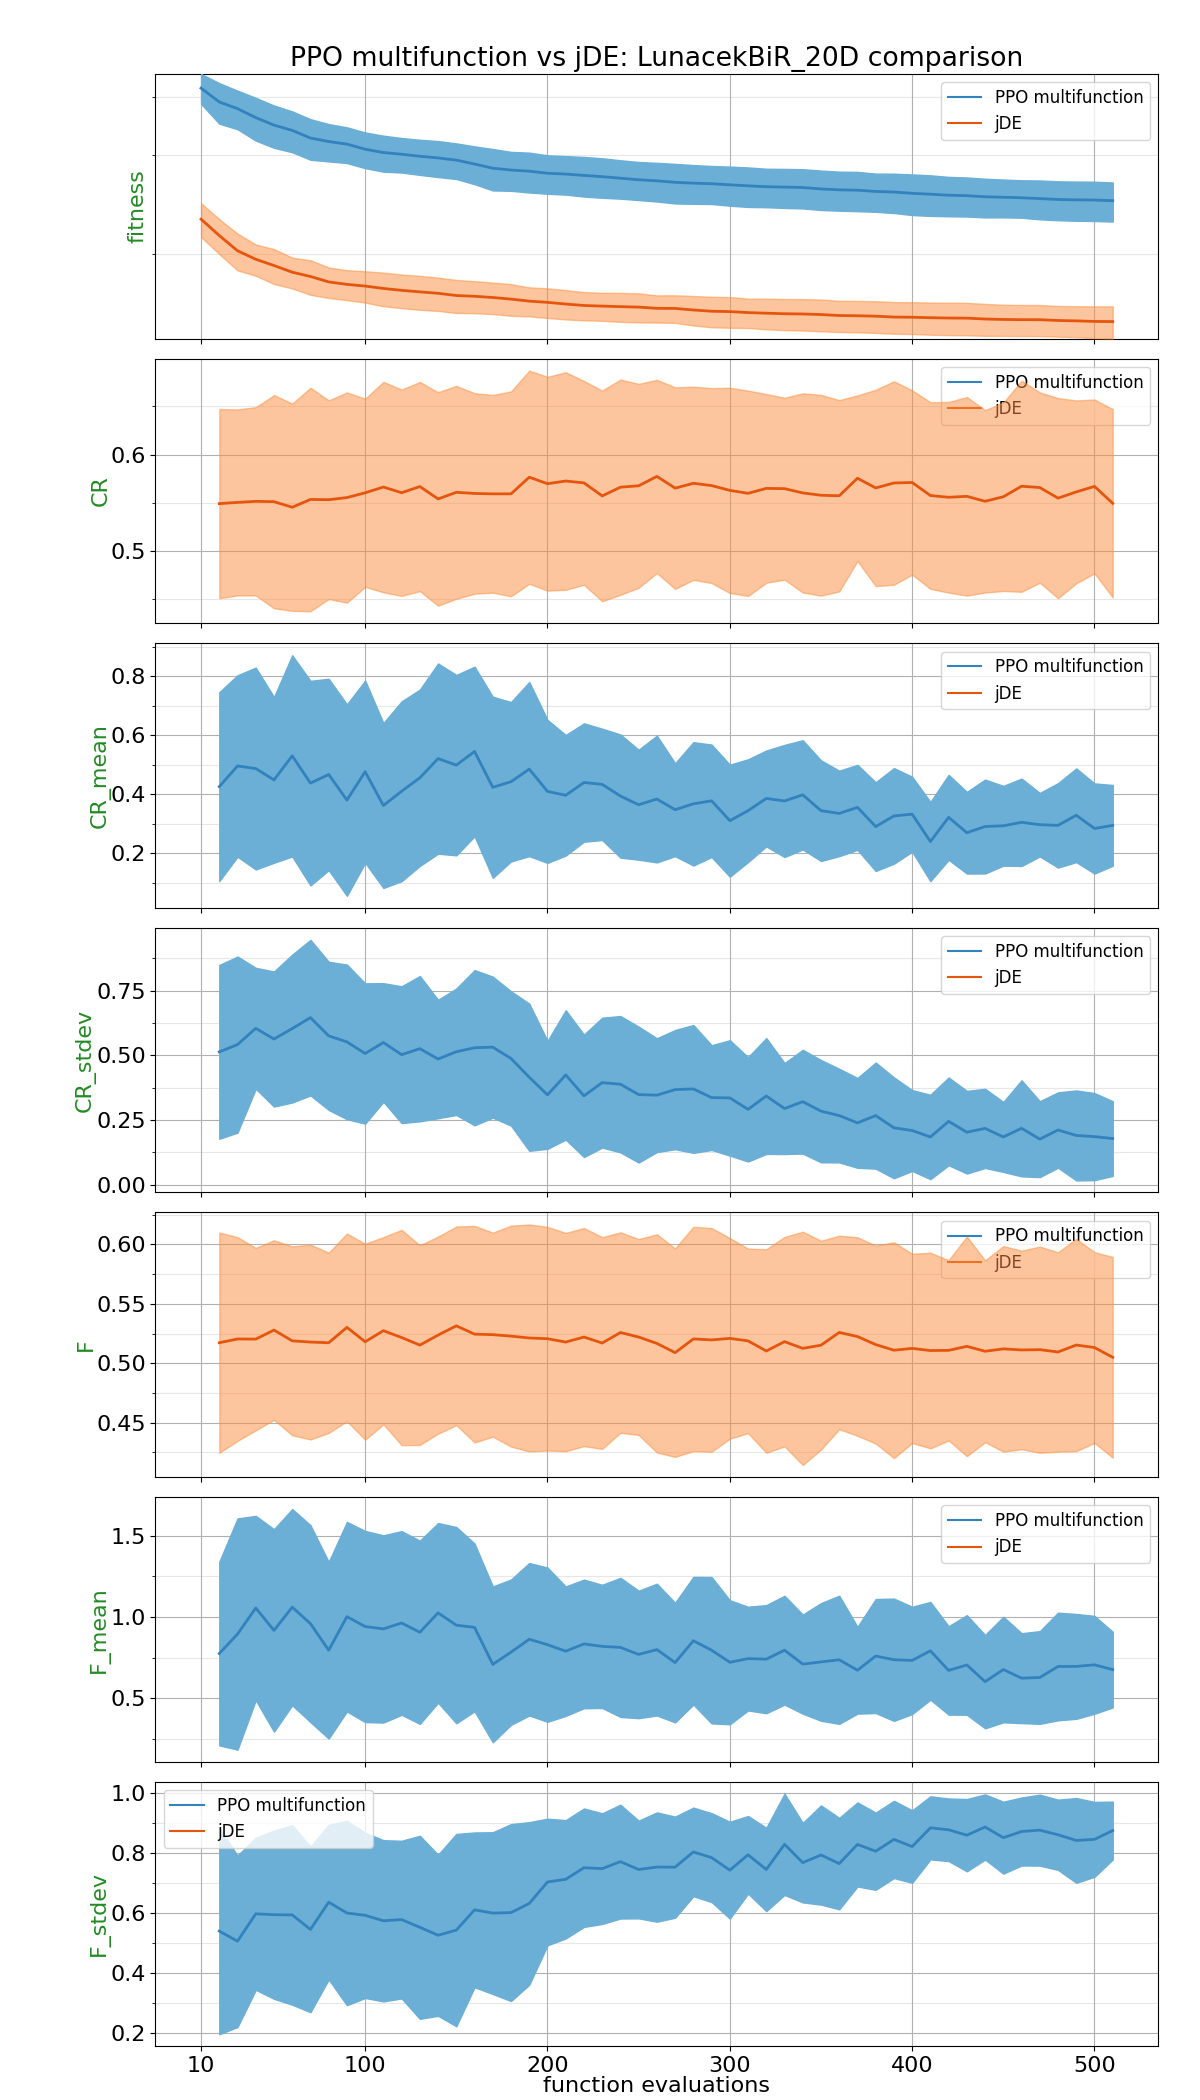 PPO multifunction vs jDE: LunacekBiR_20D comparison
fitness
PPO multifunction
jDE
CR
0.6
0.5
PPO multifunction
jDE
CR_mean
0.8
0.6
0.4
0.2
PPO multifunction
jDE
CR_stdev
0.75
0.50
0.25
0.00
PPO multifunction
jDE
F
0.60
0.55
0.50
0.45
PPO multifunction
jDE
F_mean
1.5
1.0
0.5
PPO multifunction
jDE
F_stdev
1.0
0.8
0.6
0.4
0.2
PPO multifunction
jDE
10 100 200 300 400 500
function evaluations